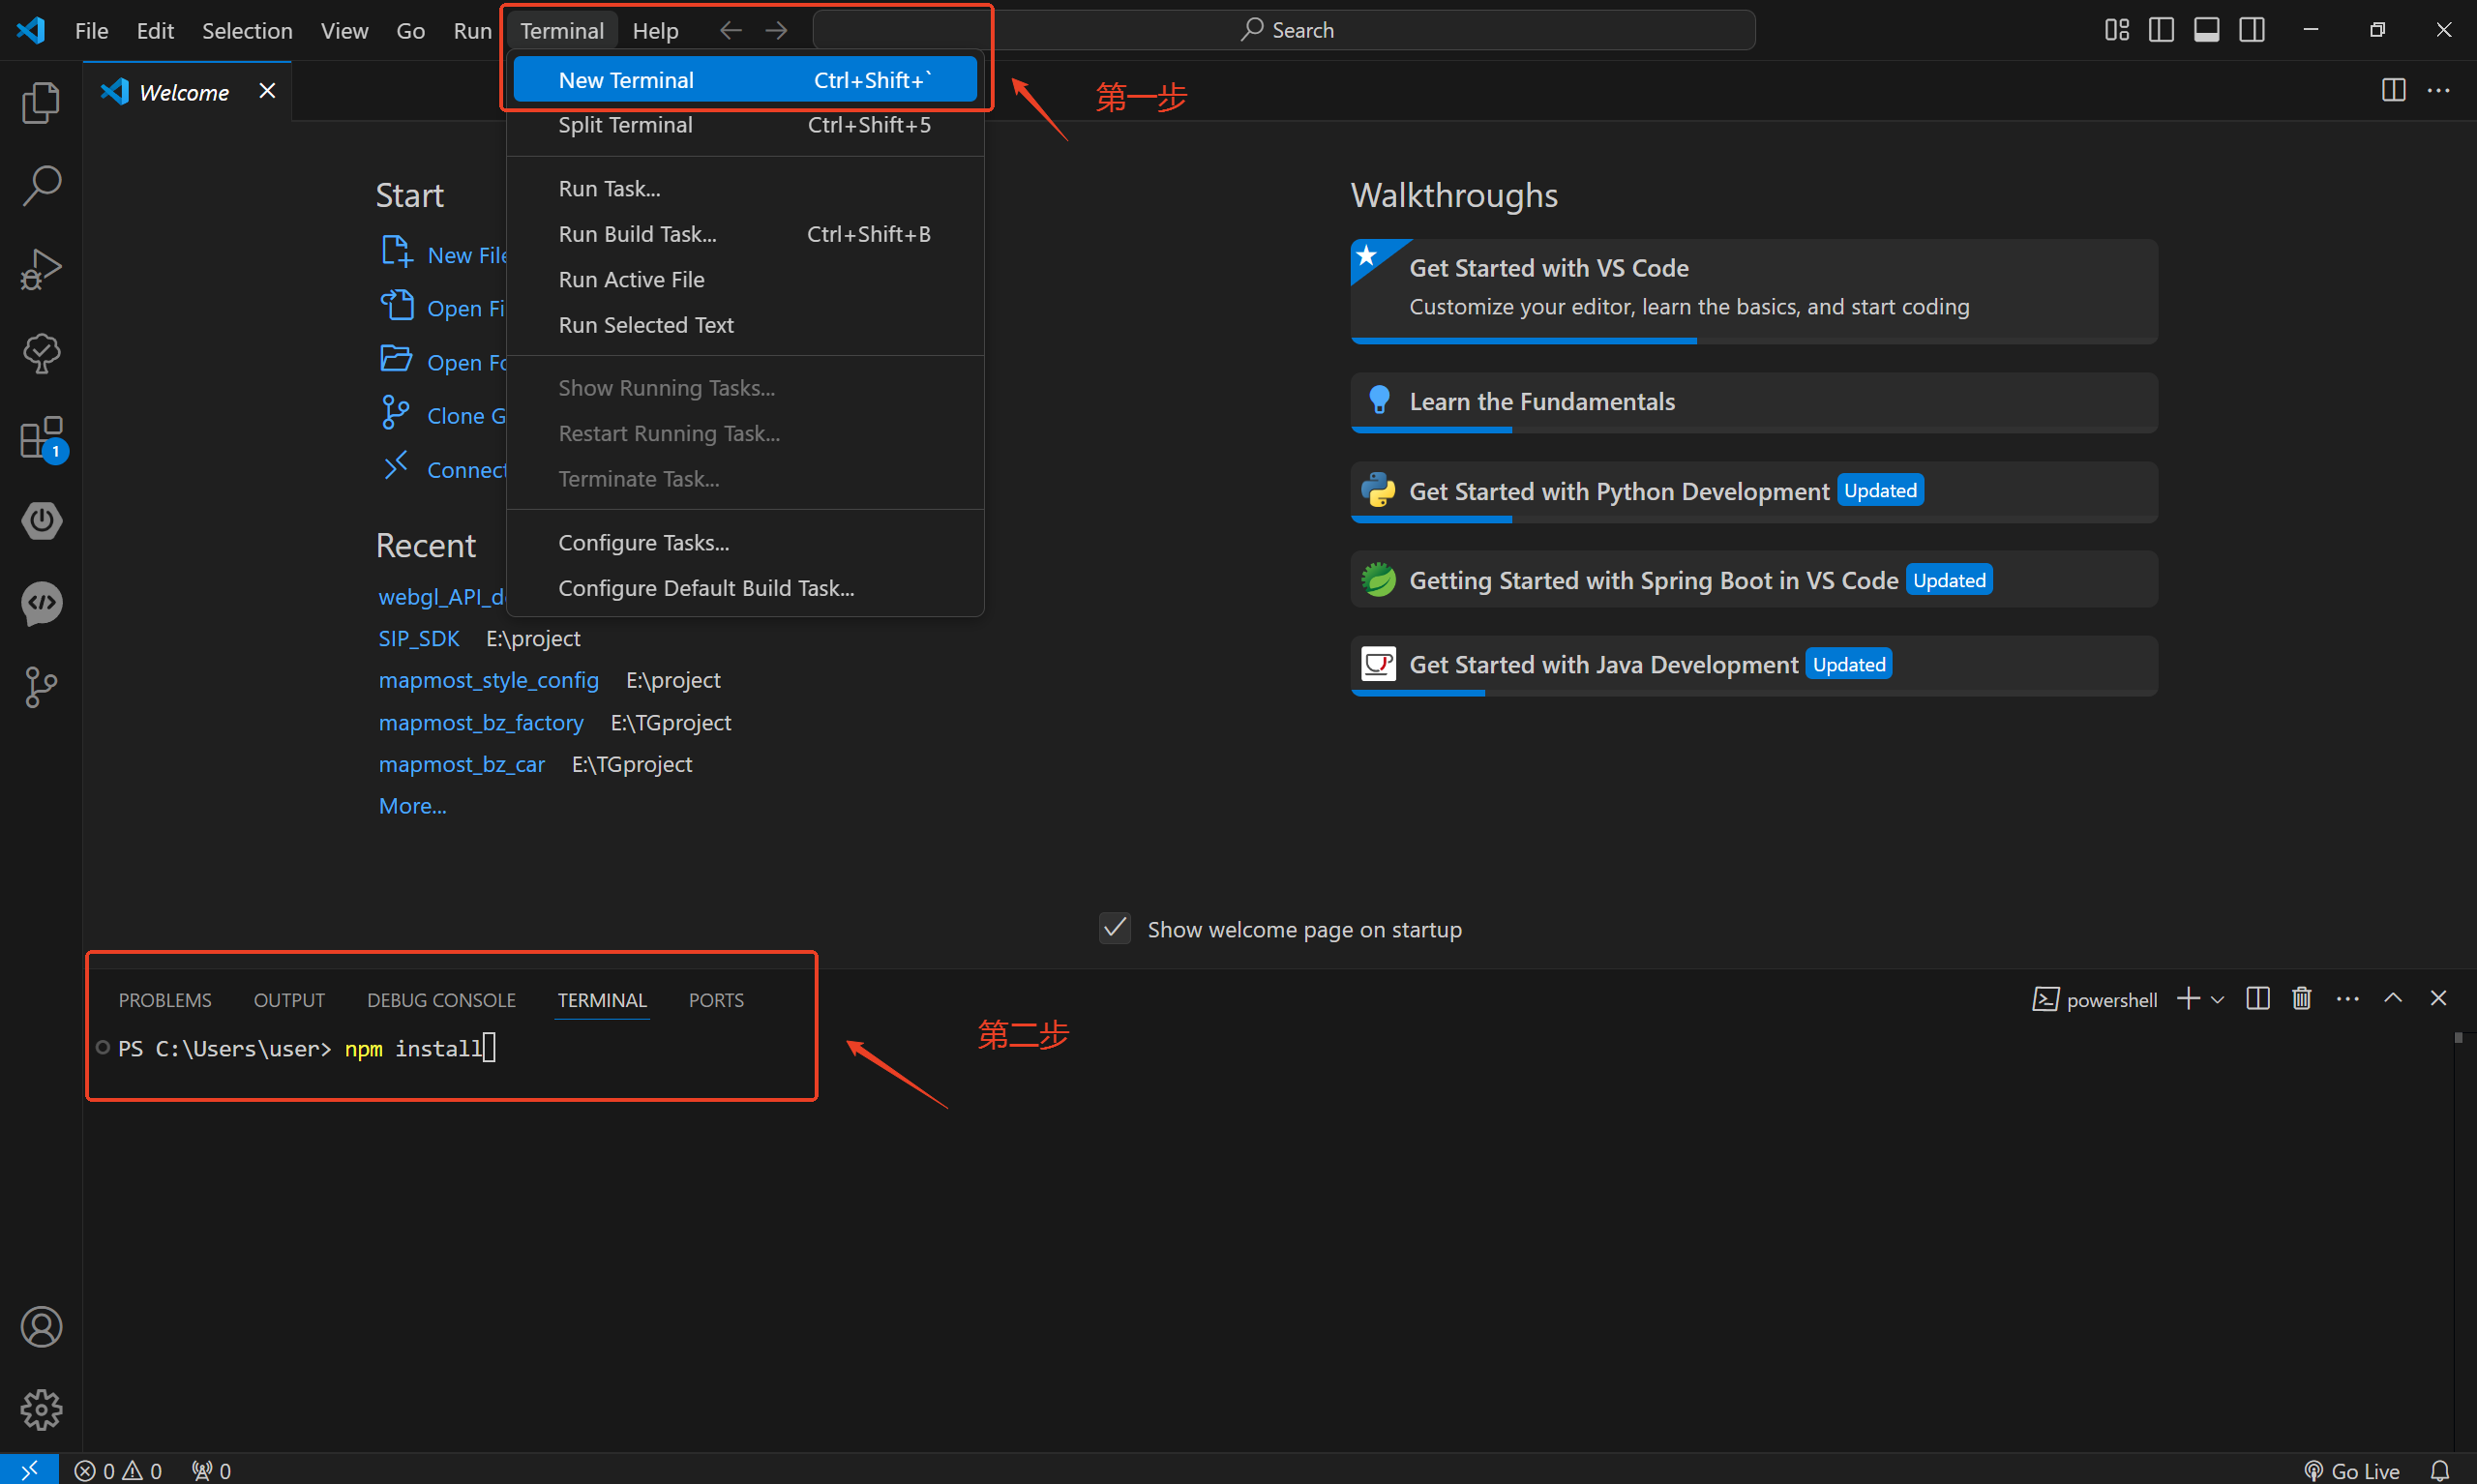 File Edit Selection View Go Run Terminal Help Search
Welcome
New Terminal Ctrl+Shift+`
第一步
Split Terminal Ctrl+Shift+5
Run Task...
Run Build Task... Ctrl+Shift+B
Run Active File
Run Selected Text
Show Running Tasks...
Restart Running Task...
Terminate Task...
Configure Tasks...
Configure Default Build Task...
Start
New File
Open Fi
Open Fo
Clone G
Connect
Recent
webgl_API_d
SIP_SDK E:\project
mapmost_style_config E:\project
mapmost_bz_factory E:\TGproject
mapmost_bz_car E:\TGproject
More...
Walkthroughs
Get Started with VS Code
Customize your editor, learn the basics, and start coding
Learn the Fundamentals
Get Started with Python Development Updated
Getting Started with Spring Boot in VS Code Updated
Get Started with Java Development Updated
1
Show welcome page on startup
PROBLEMS OUTPUT DEBUG CONSOLE TERMINAL PORTS
powershell
PS C:\Users\user> npm install
第二步
0 0 0
Go Live